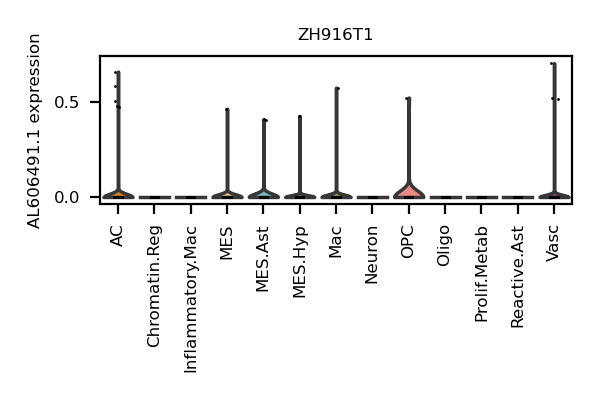 ZH916T1
AL606491.1 expression
0.5
0.0
AC
Chromatin.Reg
Inflammatory.Mac
MES
MES.Ast
MES.Hyp
Mac
Neuron
OPC
Oligo
Prolif.Metab
Reactive.Ast
Vasc